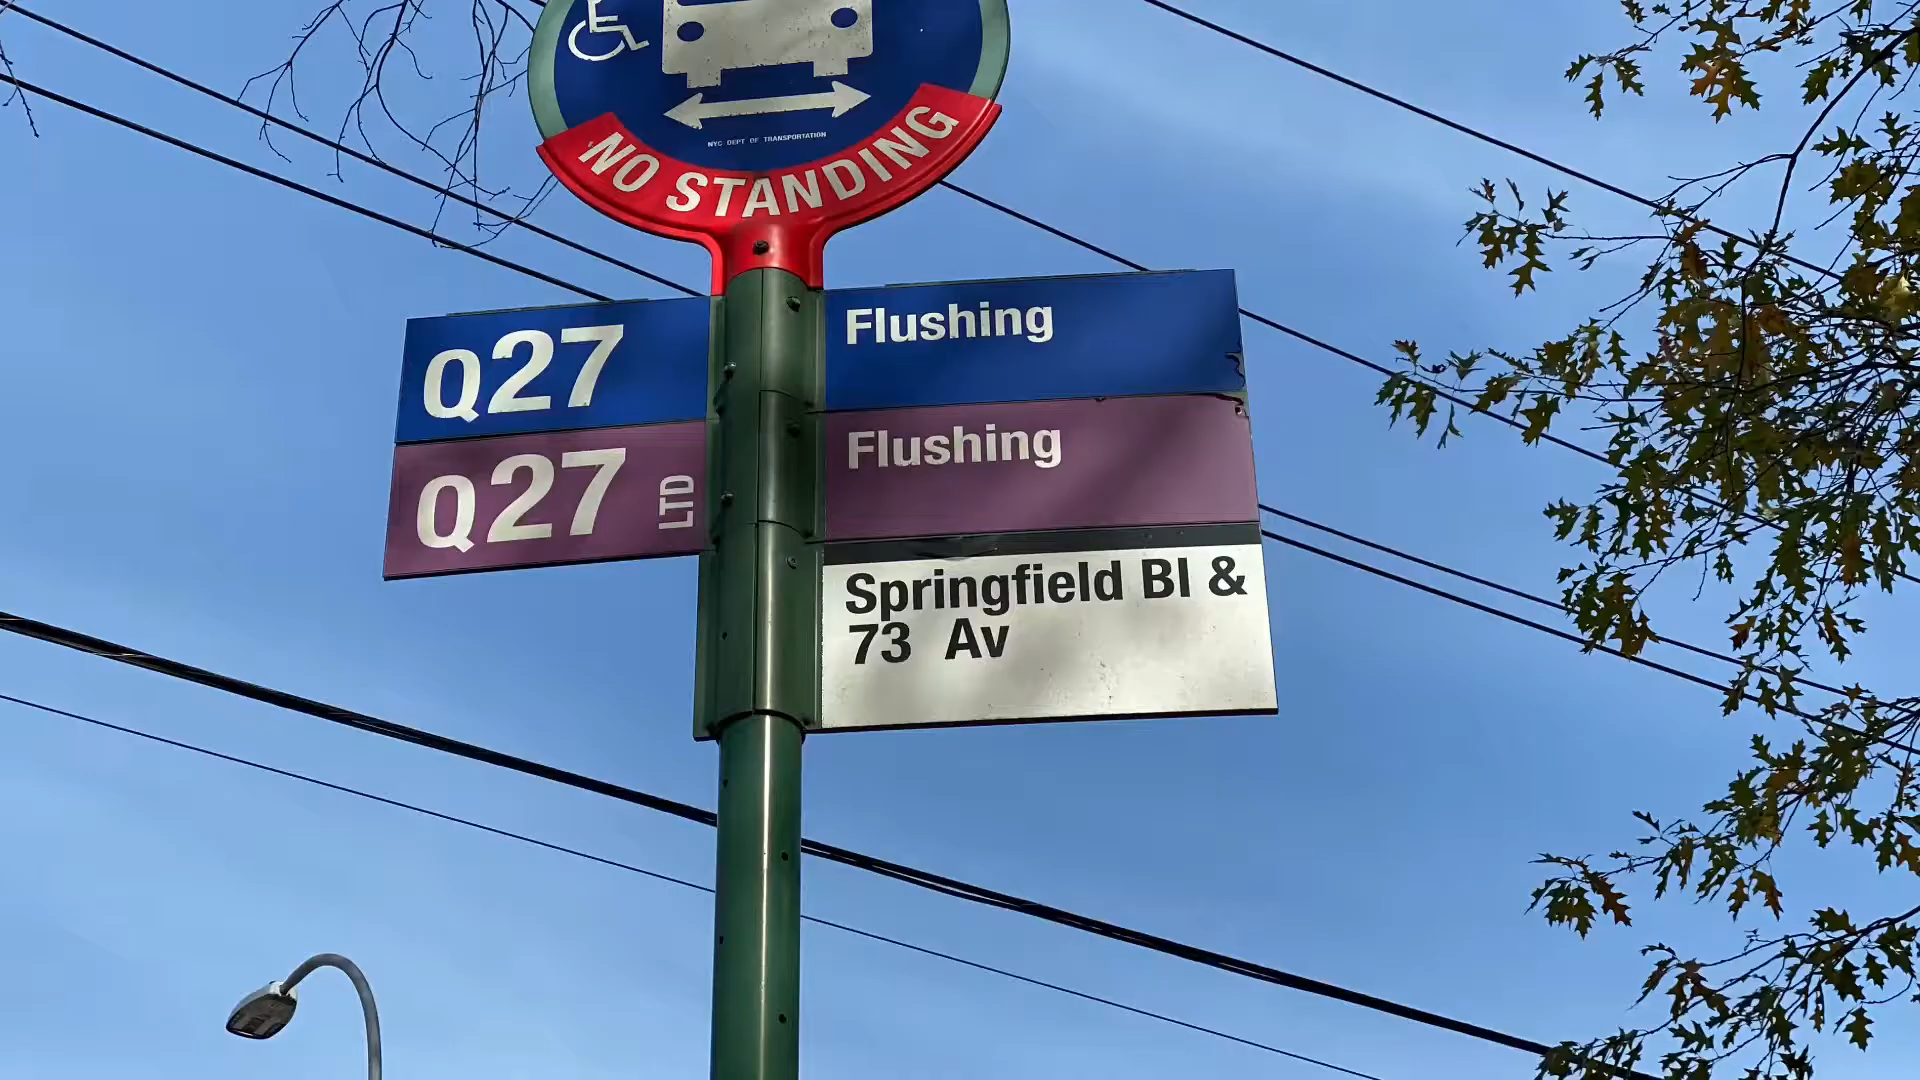 NYC DEPT OF TRANSPORTATION
NO STANDING
Q27 Flushing
Q27 LTD Flushing
Springfield Bl &
73 Av